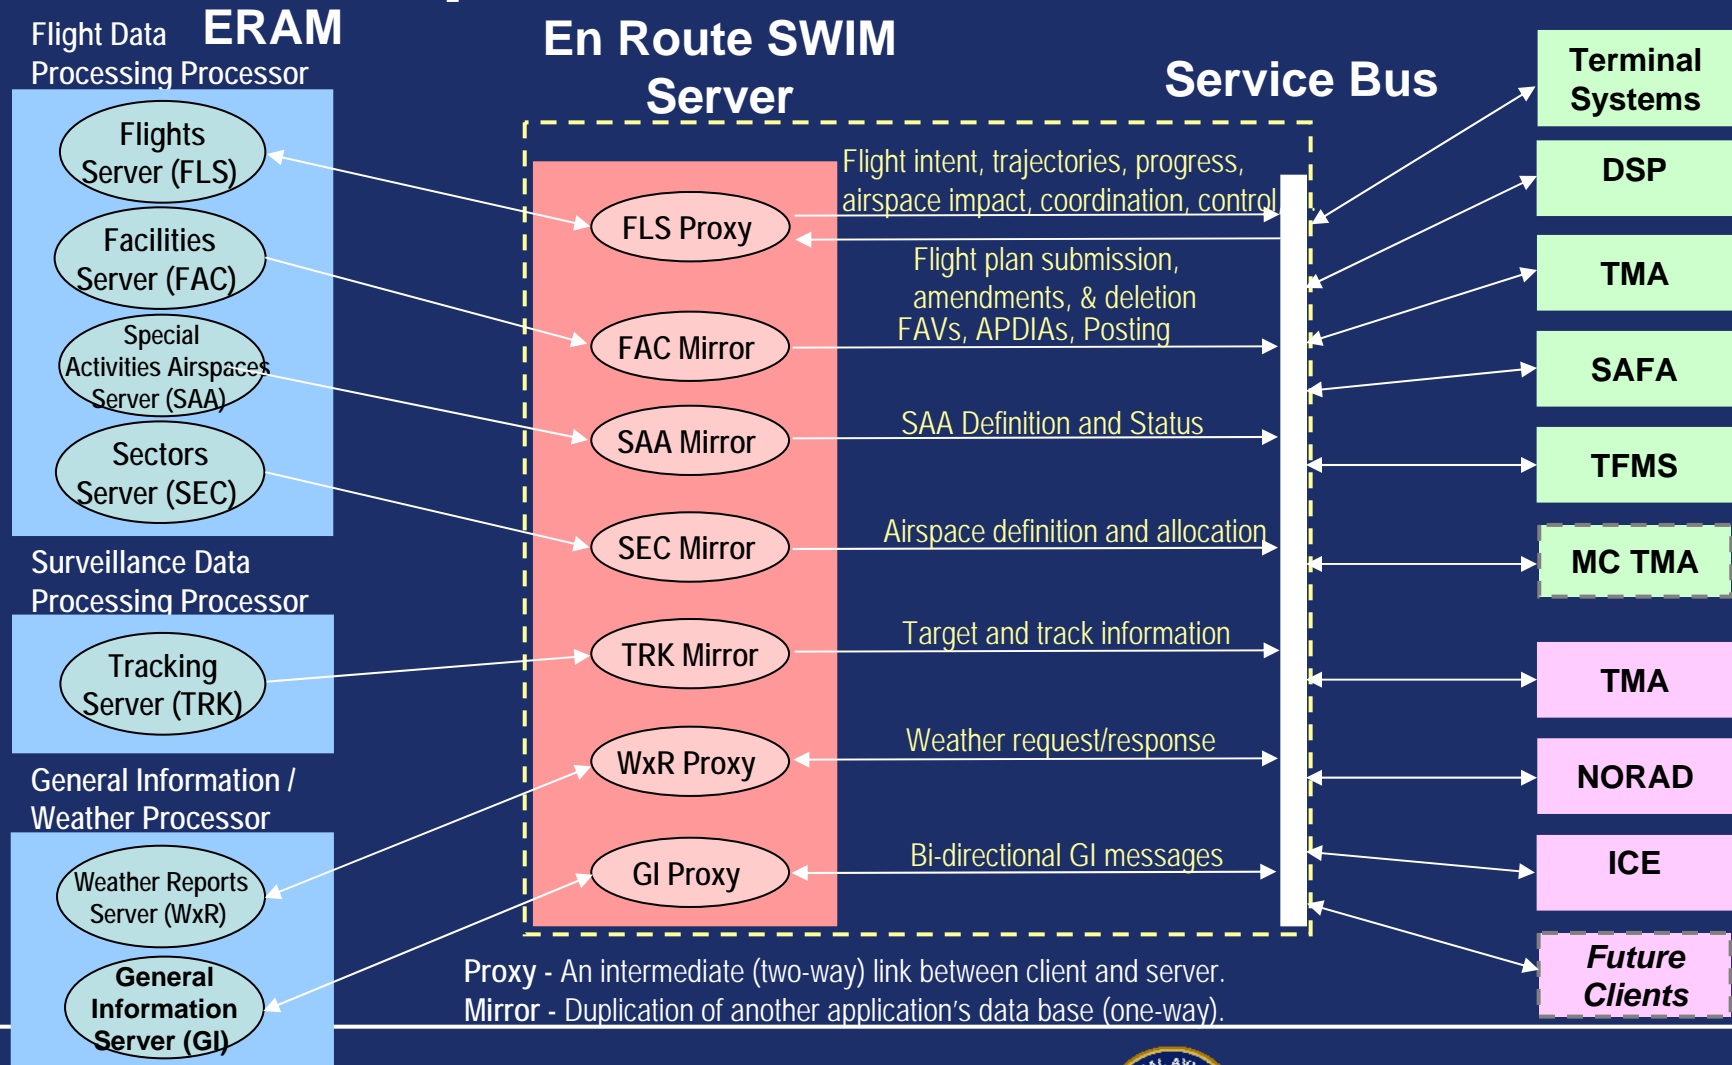 Flight Data
ERAM
Processing Processor
Flights
Server (FLS)
Facilities
Server (FAC)
Special
Activities Airspaces
Server (SAA)
Sectors
Server (SEC)
Surveillance Data
Processing Processor
Tracking
Server (TRK)
General Information /
Weather Processor
Weather Reports
Server (WxR)
General
Information
Server (GI)
En Route SWIM
Server
FLS Proxy
FAC Mirror
SAA Mirror
SEC Mirror
TRK Mirror
WxR Proxy
GI Proxy
Service Bus
Flight intent, trajectories, progress,
airspace impact, coordination, control
Flight plan submission,
amendments, & deletion
FAVs, APDIAs, Posting
SAA Definition and Status
Airspace definition and allocation
Target and track information
Weather request/response
Bi-directional GI messages
Terminal
Systems
DSP
TMA
SAFA
TFMS
MC TMA
TMA
NORAD
ICE
Future
Clients
Proxy - An intermediate (two-way) link between client and server.
Mirror - Duplication of another application's data base (one-way).